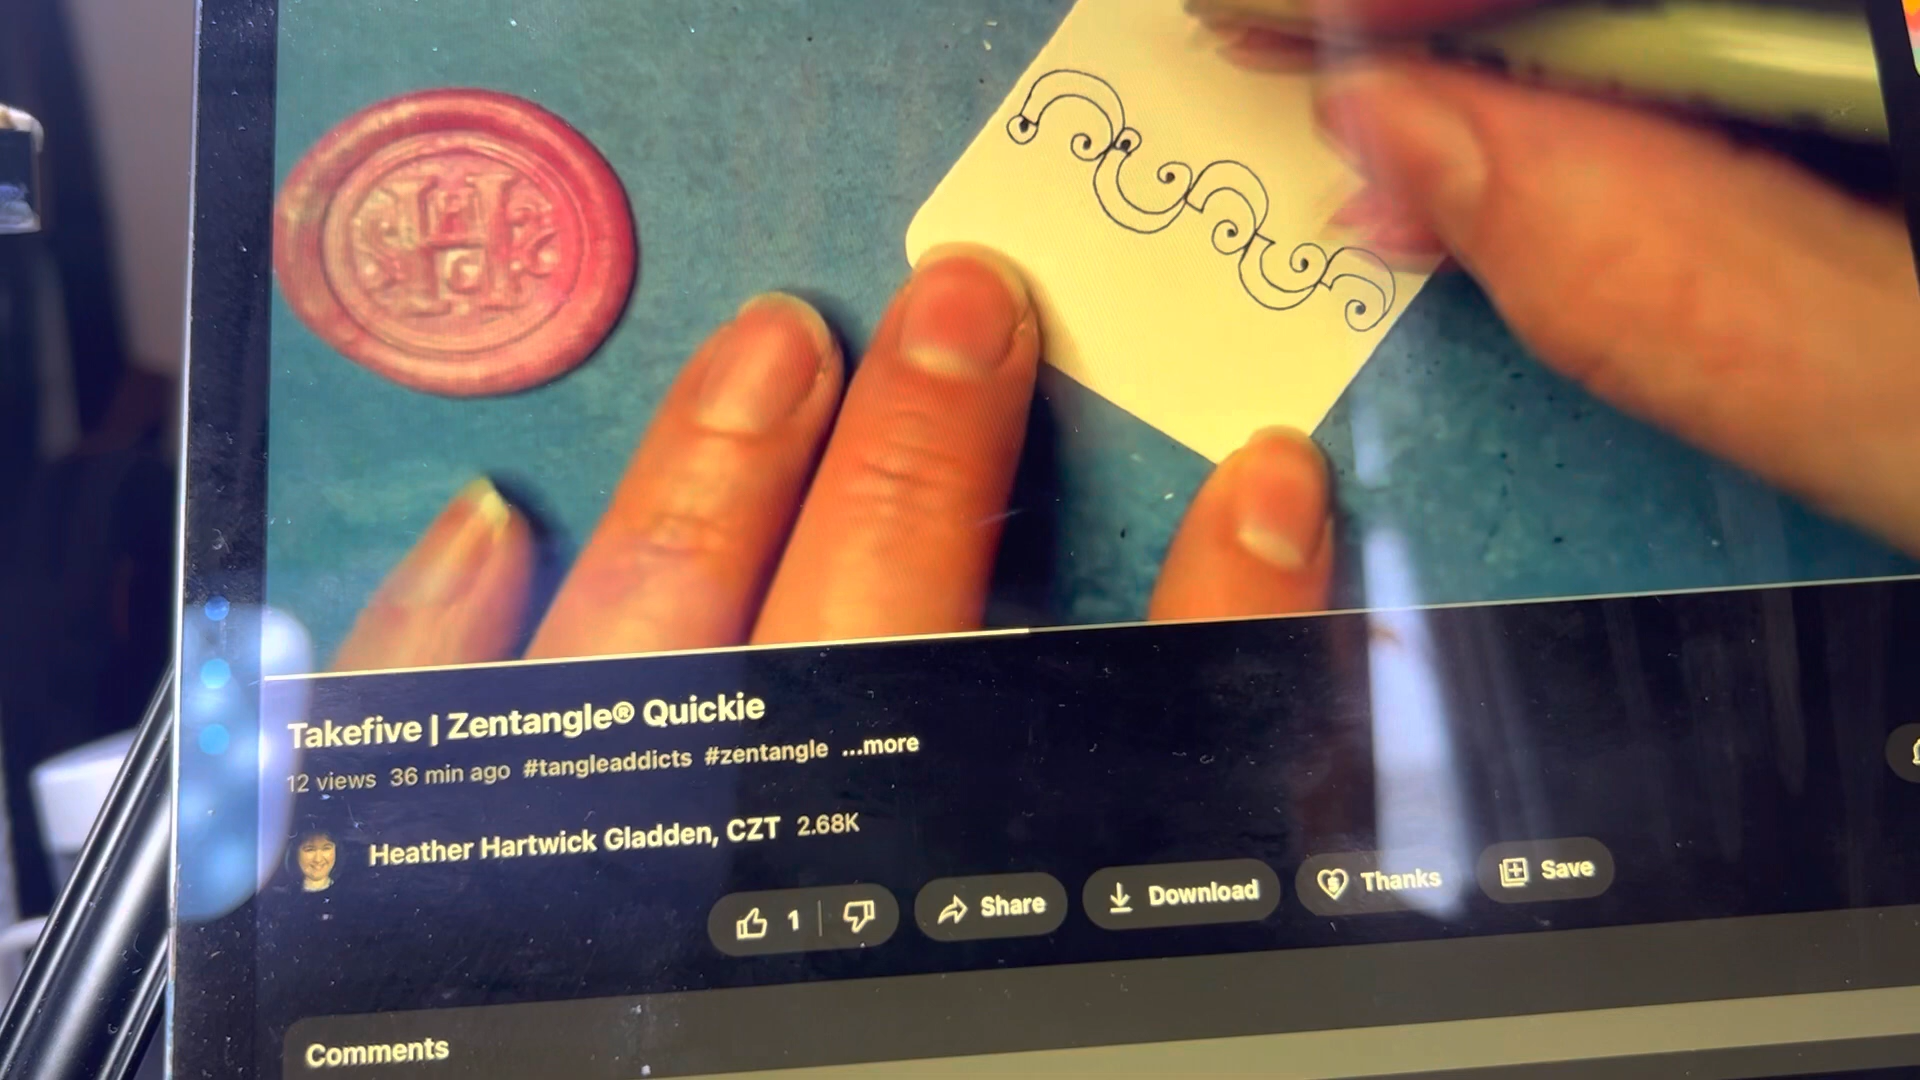 H
Takefive | Zentangle® Quickie
12 views 36 min ago #tangleaddicts #zentangle ...more
Heather Hartwick Gladden, CZT 2.68K
1 Share Download Thanks Save
Comments